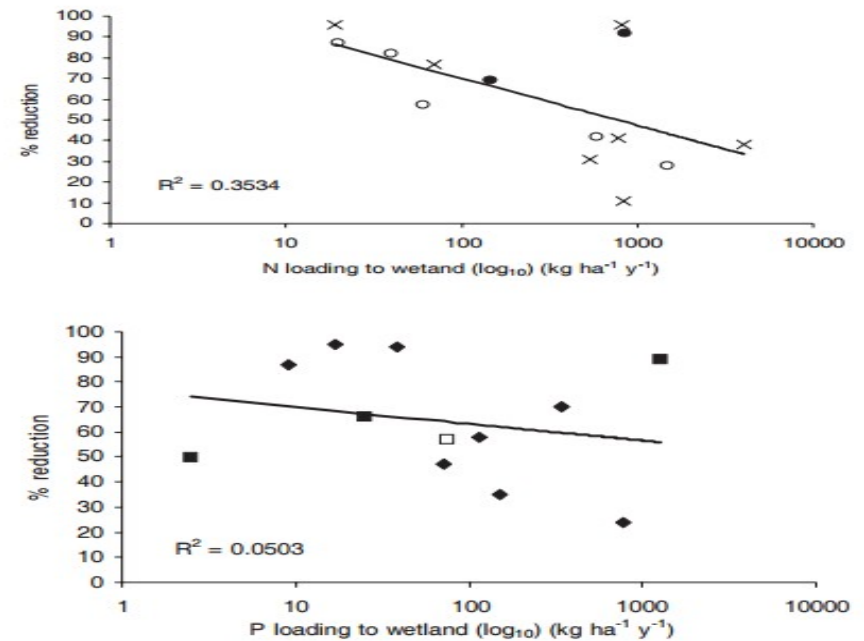 100
90
80
70
60
50
40
30
20
10
0
% reduction
R² = 0.3534
1 10 100 1000 10000
N loading to wetand (log₁₀) (kg ha⁻¹ y⁻¹)
100
90
80
70
60
50
40
30
20
10
0
% reduction
R² = 0.0503
1 10 100 1000 10000
P loading to wetland (log₁₀) (kg ha⁻¹ y⁻¹)